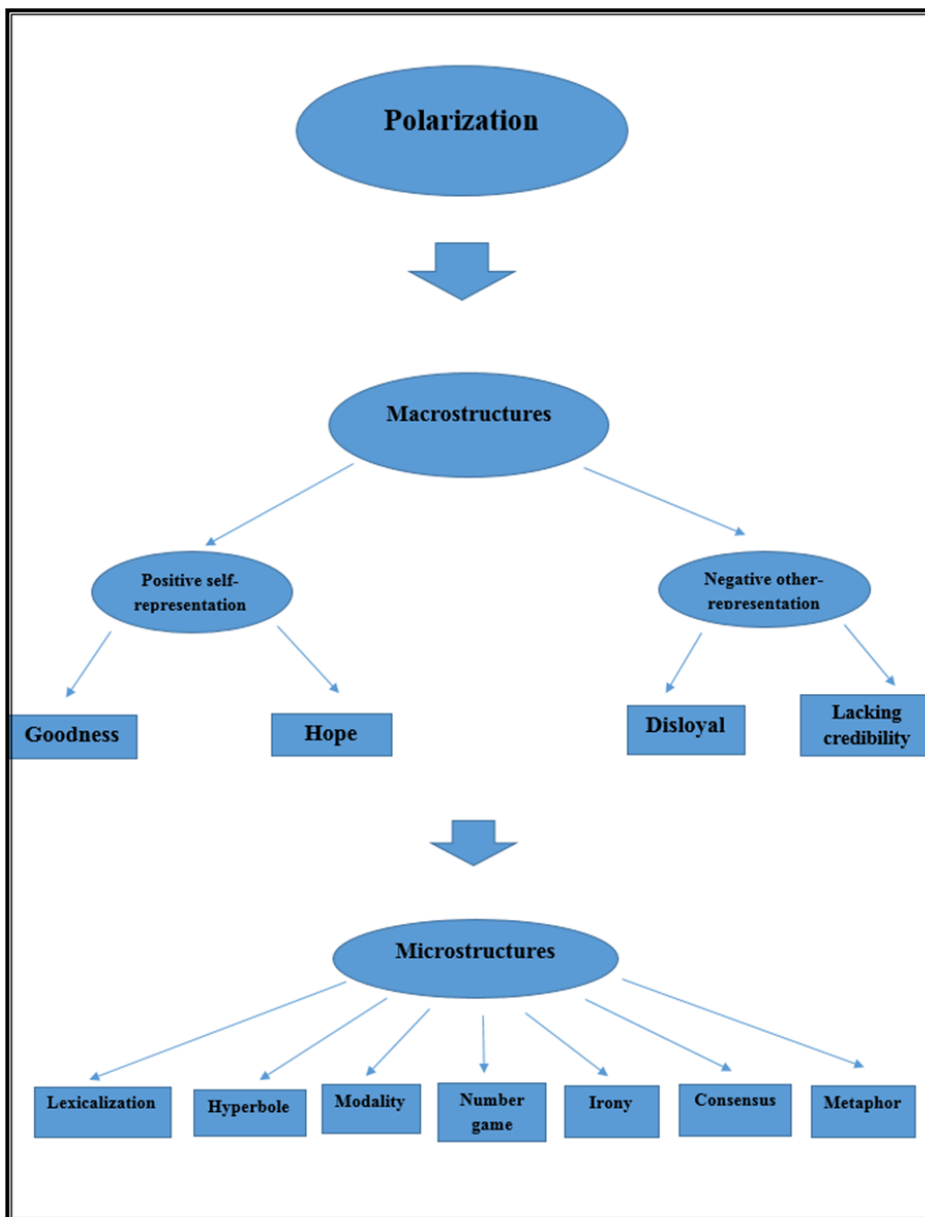 Polarization
Macrostructures
Positive self-
representation
Negative other-
representation
Goodness
Hope
Disloyal
Lacking
credibility
Microstructures
Lexicalization
Hyperbole
Modality
Number
game
Irony
Consensus
Metaphor